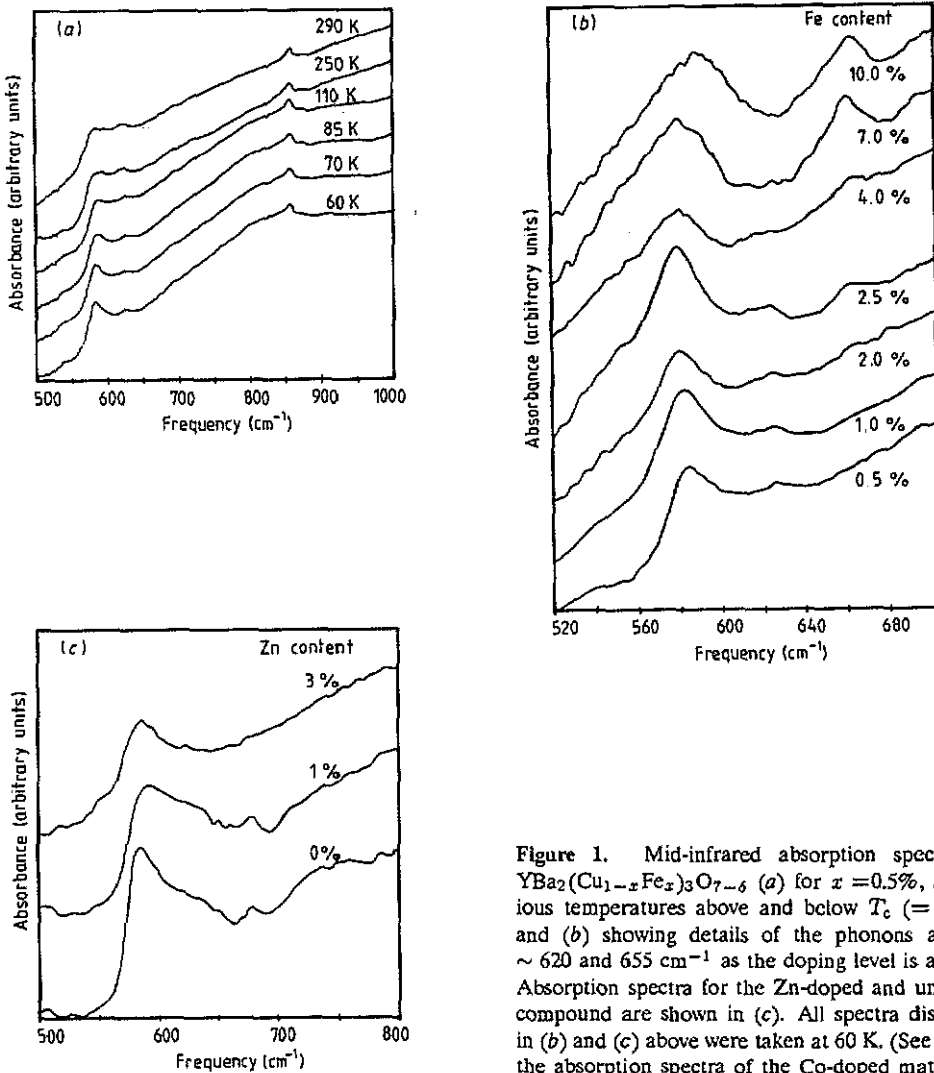 (a)
290 K
250 K
110 K
85 K
70 K
60 K
Absorbance (arbitrary units)
500 600 700 800 900 1000
Frequency (cm⁻¹)
(b) Fe content
10.0 %
7.0 %
4.0 %
2.5 %
2.0 %
1.0 %
0.5 %
Absorbance (arbitrary units)
520 560 600 640 680
Frequency (cm⁻¹)
(c) Zn content
3 %
1 %
0%
Absorbance (arbitrary units)
500 600 700 800
Frequency (cm⁻¹)
Figure 1. Mid-infrared absorption spec
YBa₂(Cu₁₋ₓFeₓ)₃O₇₋δ (a) for x =0.5%,
ious temperatures above and below Tc (=
and (b) showing details of the phonons a
~ 620 and 655 cm⁻¹ as the doping level is a
Absorption spectra for the Zn-doped and un
compound are shown in (c). All spectra dis
in (b) and (c) above were taken at 60 K. (See
the absorption spectra of the Co-doped mat